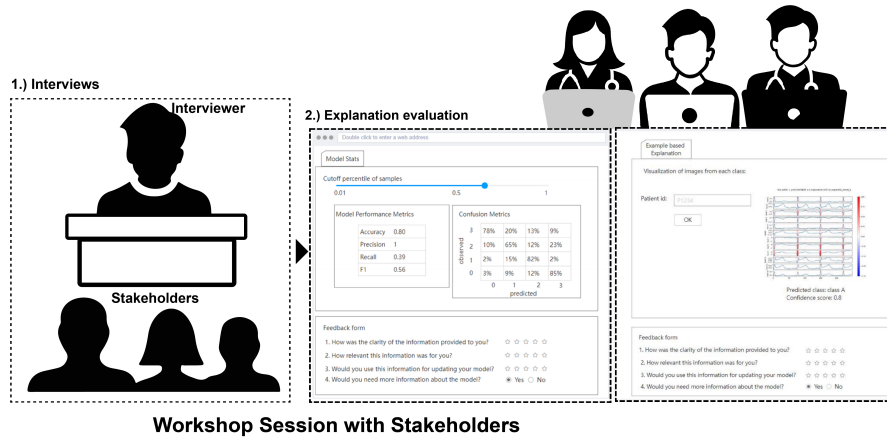 1.) Interviews
Interviewer
Stakeholders
2.) Explanation evaluation
Double click to enter a web address
Model Stats
Cutoff percentile of samples
0.01 0.5 1
Model Performance Metrics
Accuracy 0.80
Precision 1
Recall 0.39
F1 0.56
Confusion Metrics
observed
3 78% 20% 13% 9%
2 10% 65% 12% 23%
1 2% 15% 82% 2%
0 3% 9% 12% 85%
0 1 2 3
predicted
Feedback form
1. How was the clarity of the information provided to you?
2. How relevant this information was for you?
3. Would you use this information for updating your model?
4. Would you need more information about the model? Yes No
Example based
Explanation
Visualization of images from each class:
Patient id:
OK
Predicted class: class A
Confidence score: 0.8
Feedback form
1. How was the clarity of the information provided to you?
2. How relevant this information was for you?
3. Would you use this information for updating your model?
4. Would you need more information about the model? Yes No
Workshop Session with Stakeholders